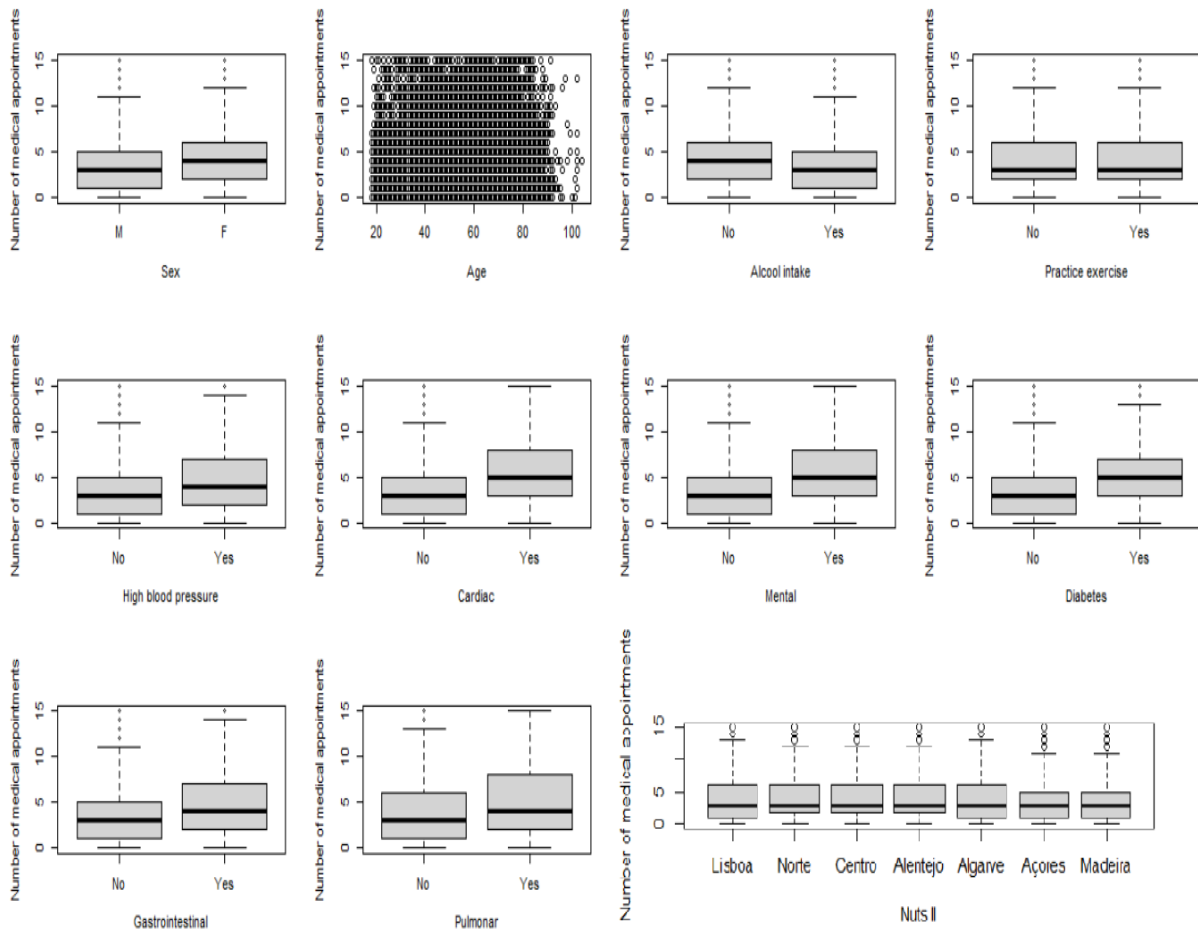 Number of medical appointments
15
10
5
0
M F
Sex
Number of medical appointments
15
10
5
0
20 40 60 80 100
Age
Number of medical appointments
15
10
5
0
No Yes
Alcool intake
Number of medical appointments
15
10
5
0
No Yes
Practice exercise
Number of medical appointments
15
10
5
0
No Yes
High blood pressure
Number of medical appointments
15
10
5
0
No Yes
Cardiac
Number of medical appointments
15
10
5
0
No Yes
Mental
Number of medical appointments
15
10
5
0
No Yes
Diabetes
Number of medical appointments
15
10
5
0
No Yes
Gastrointestinal
Number of medical appointments
15
10
5
0
No Yes
Pulmonar
Number of medical appointments
15
5
0
Lisboa Norte Centro Alentejo Algarve Açores Madeira
Nuts II